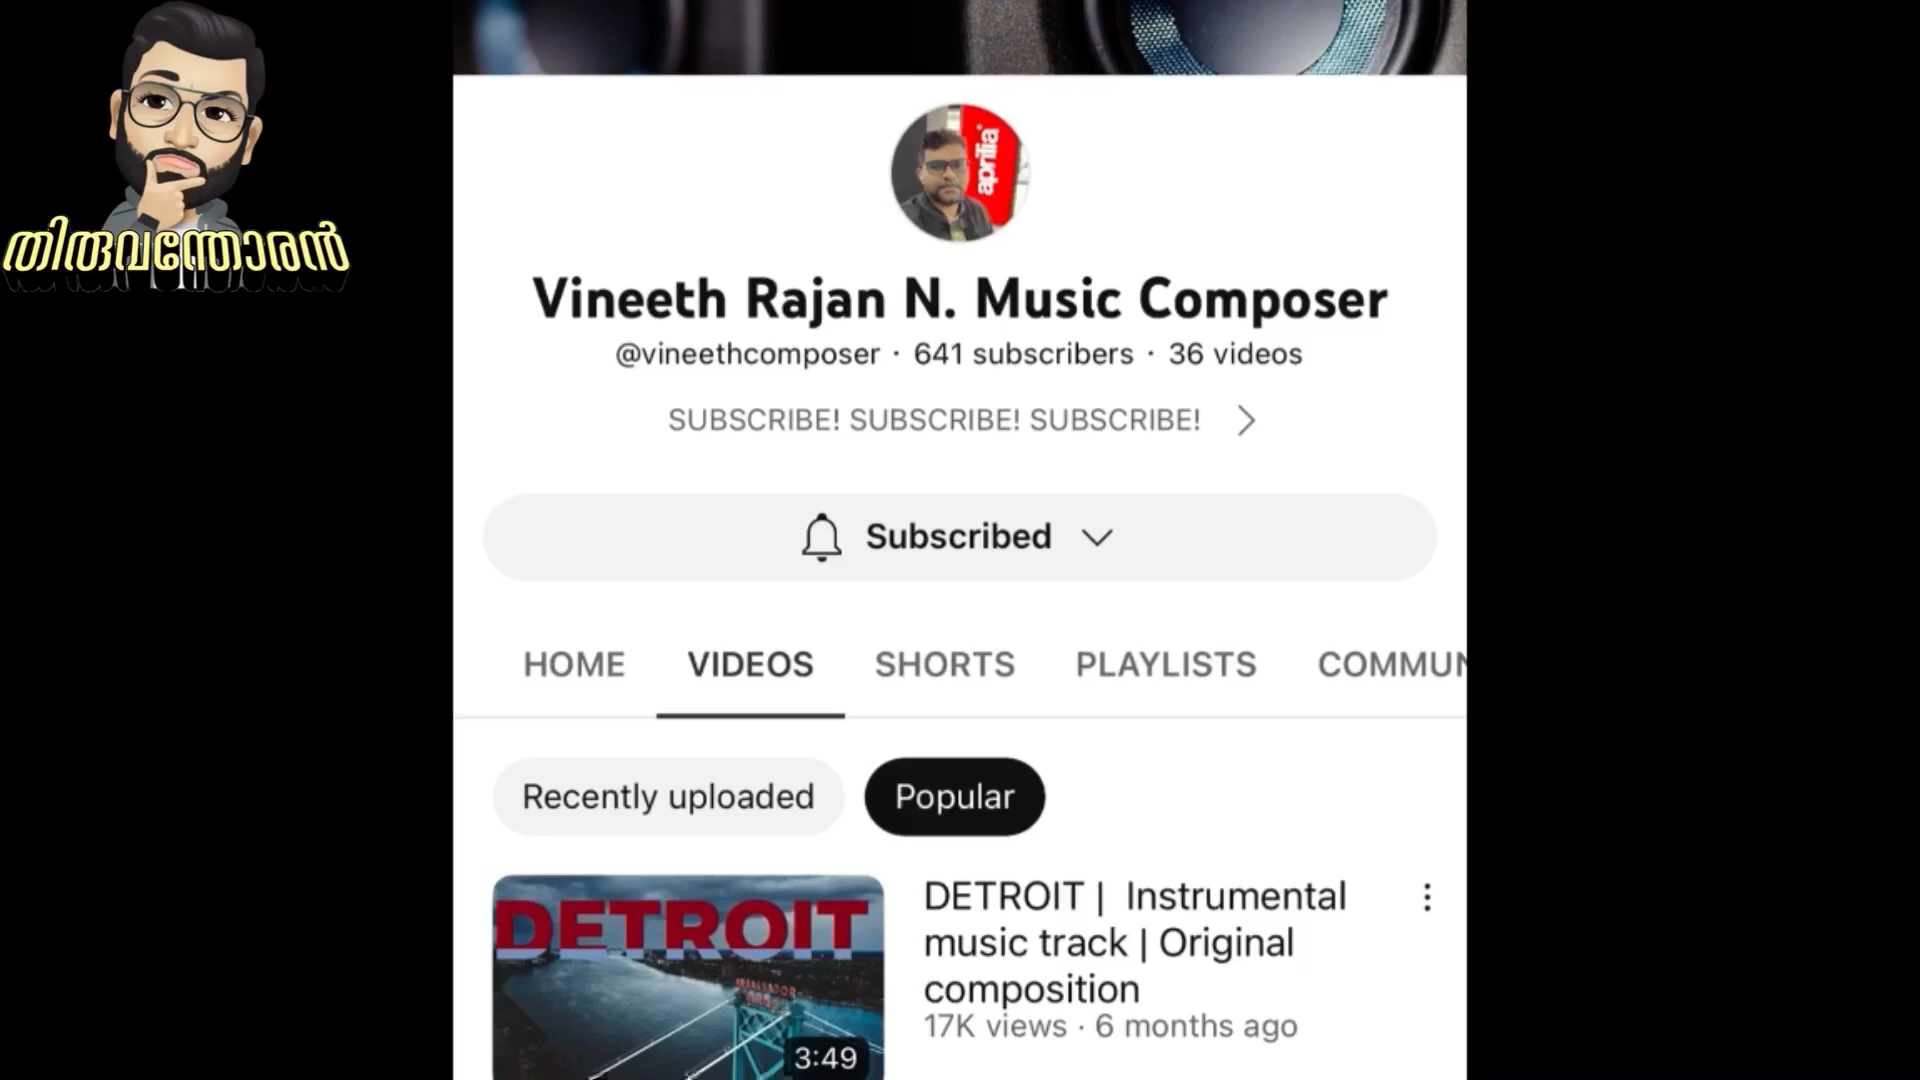 തിരുവന്തോരൻ
aprilia
Vineeth Rajan N. Music Composer
@vineethcomposer · 641 subscribers · 36 videos
SUBSCRIBE! SUBSCRIBE! SUBSCRIBE!
Subscribed
HOME VIDEOS SHORTS PLAYLISTS COMMUN
Recently uploaded Popular
DETROIT
AMBASSADOR
3:49
DETROIT | Instrumental
music track | Original
composition
17K views · 6 months ago